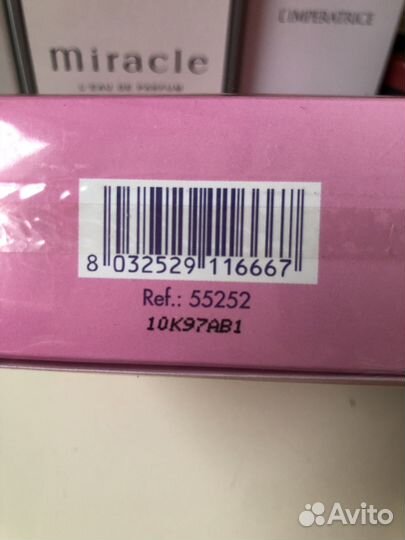 L'IMPERATRICE
miracle
L'EAU DE PARFUM
8 032529 116667
Ref.: 55252
10K97AB1
Avito